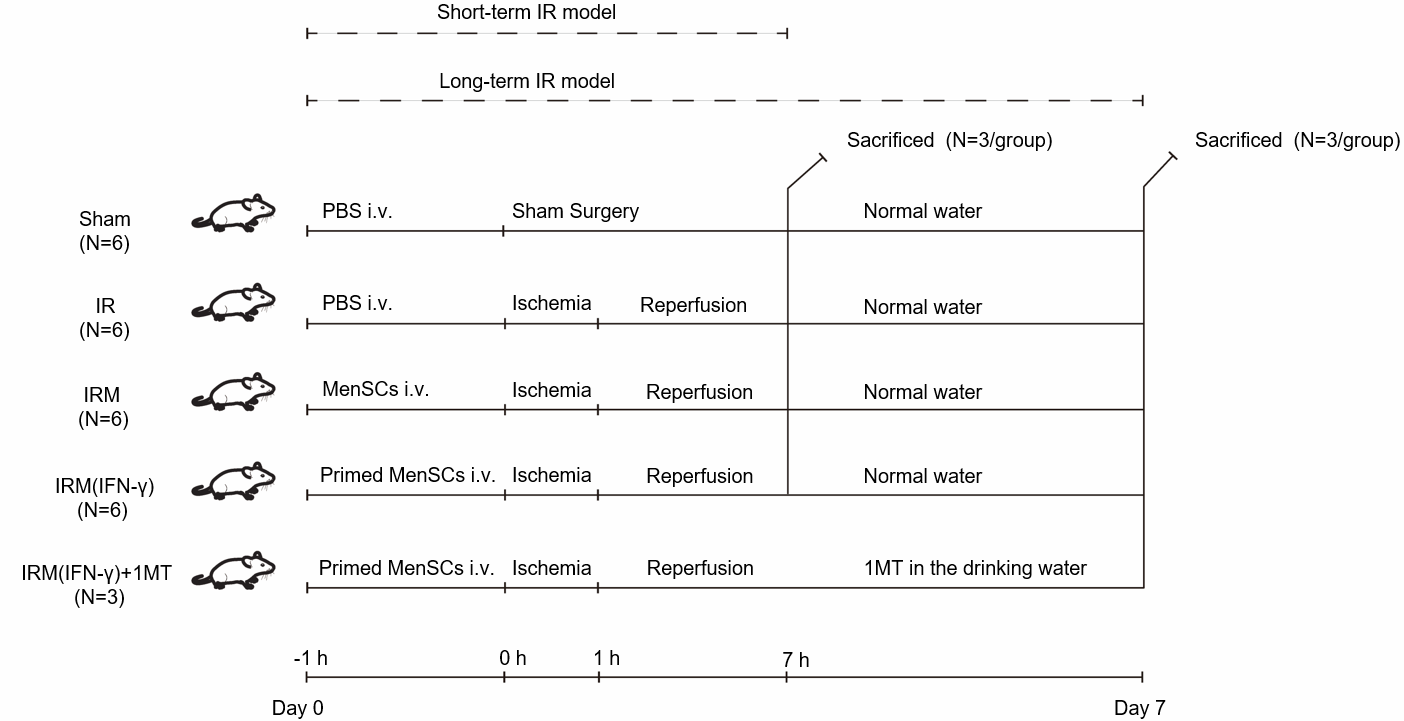 Short-term IR model
Long-term IR model
Sacrificed (N=3/group)
Sacrificed (N=3/group)
Sham
(N=6)
PBS i.v.
Sham Surgery
Normal water
IR
(N=6)
PBS i.v.
Ischemia
Reperfusion
Normal water
IRM
(N=6)
MenSCs i.v.
Ischemia
Reperfusion
Normal water
IRM(IFN-γ)
(N=6)
Primed MenSCs i.v.
Ischemia
Reperfusion
Normal water
IRM(IFN-γ)+1MT
(N=3)
Primed MenSCs i.v.
Ischemia
Reperfusion
1MT in the drinking water
-1 h
0 h
1 h
7 h
Day 0
Day 7